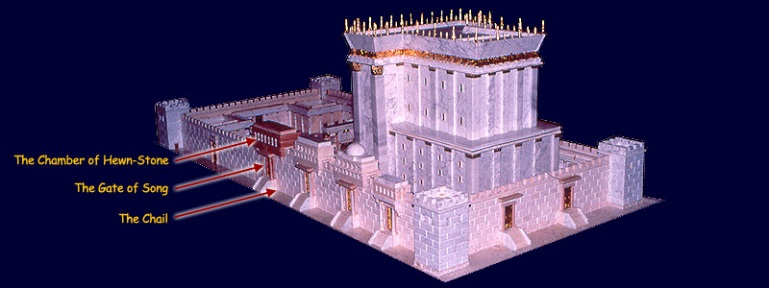 The Chamber of Hewn-Stone
The Gate of Song
The Chail